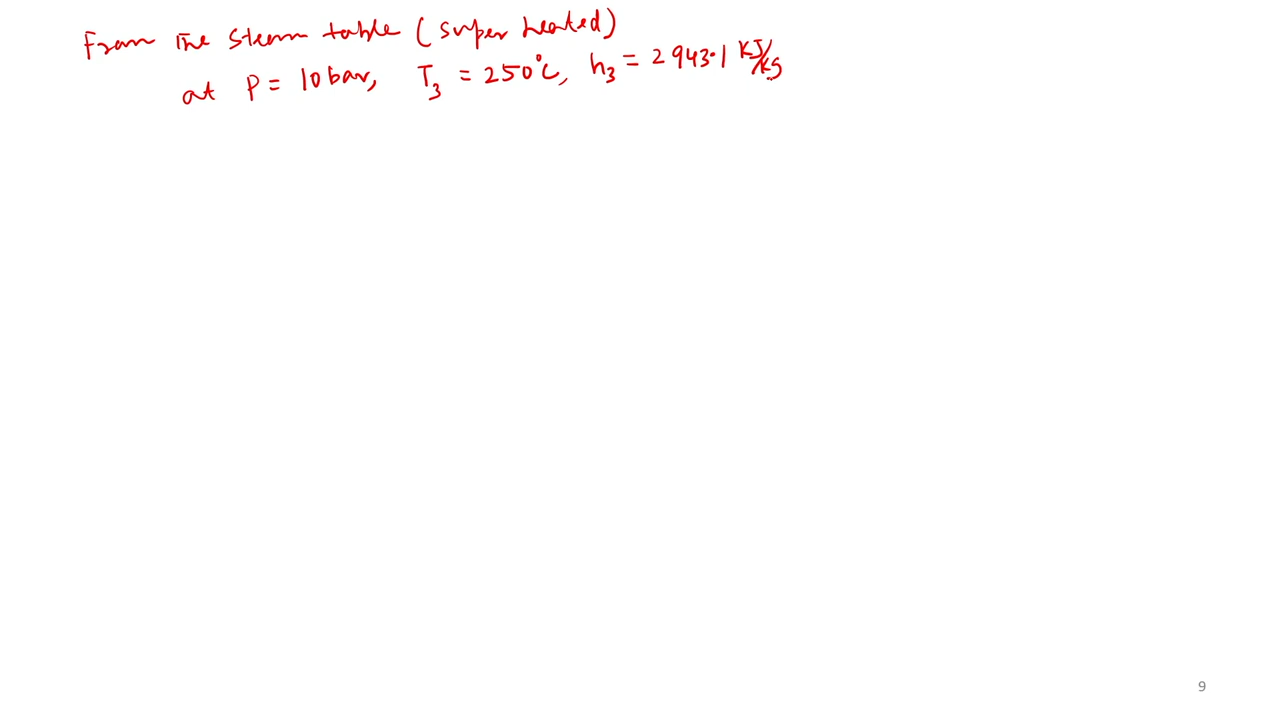 From the steam table (super heated)
at P = 10 bar, T₃ = 250°C, h₃ = 2943.1 KJ/kg
9